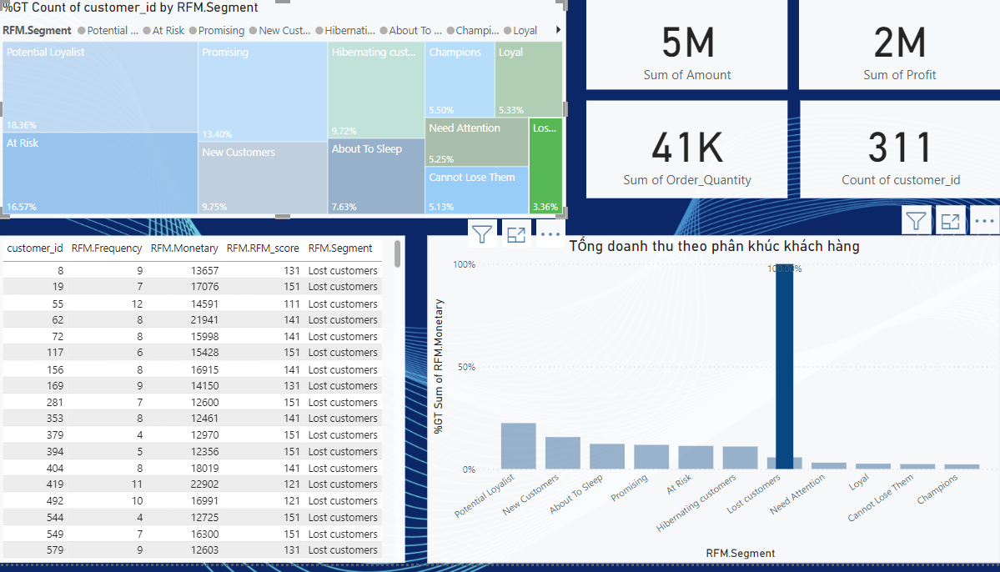 %GT Count of customer_id by RFM.Segment
RFM.Segment Potential ... At Risk Promising New Cust... Hibernati... About To ... Champi... Loyal
Potential Loyalist
18.36%
At Risk
16.57%
Promising
13.40%
New Customers
9.75%
Hibernating cust...
9.72%
About To Sleep
7.63%
Champions
5.50%
Loyal
5.33%
Need Attention
5.25%
Cannot Lose Them
5.13%
Los...
3.36%
5M
Sum of Amount
2M
Sum of Profit
41K
Sum of Order_Quantity
311
Count of customer_id
customer_id RFM.Frequency RFM.Monetary RFM.RFM_score RFM.Segment
8 9 13657 131 Lost customers
19 7 17076 151 Lost customers
55 12 14591 111 Lost customers
62 8 21941 141 Lost customers
72 8 15998 141 Lost customers
117 6 15428 151 Lost customers
156 8 16915 141 Lost customers
169 9 14150 131 Lost customers
281 7 12600 151 Lost customers
353 8 12461 141 Lost customers
379 4 12970 151 Lost customers
394 5 12356 151 Lost customers
404 8 18019 141 Lost customers
419 11 22902 121 Lost customers
492 10 16991 121 Lost customers
544 4 12725 151 Lost customers
549 7 16300 151 Lost customers
579 9 12603 131 Lost customers
Tổng doanh thu theo phân khúc khách hàng
%GT Sum of RFM.Monetary
100%
50%
0%
100.00%
Potential Loyalist
New Customers
About To Sleep
Promising
At Risk
Hibernating customers
Lost customers
Need Attention
Loyal
Cannot Lose Them
Champions
RFM.Segment